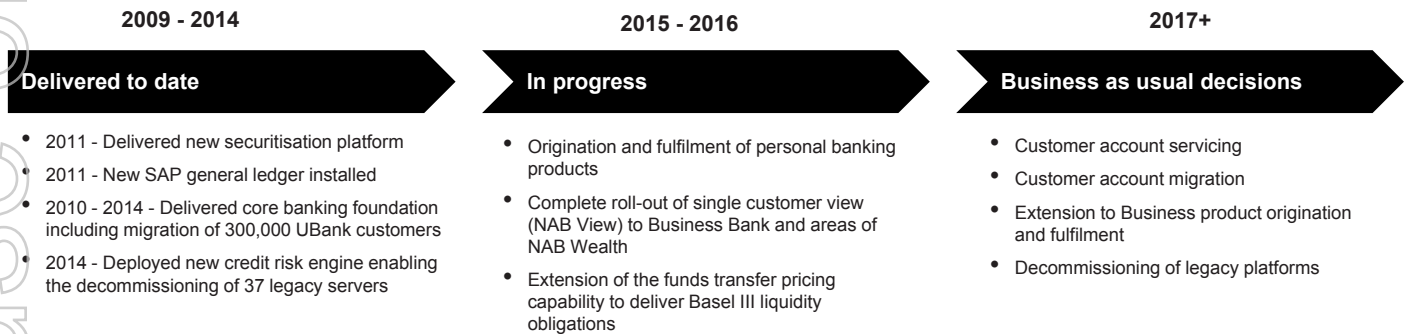 2009 - 2014
Delivered to date
• 2011 - Delivered new securitisation platform
• 2011 - New SAP general ledger installed
• 2010 - 2014 - Delivered core banking foundation
including migration of 300,000 UBank customers
• 2014 - Deployed new credit risk engine enabling
the decommissioning of 37 legacy servers
2015 - 2016
In progress
• Origination and fulfilment of personal banking
products
• Complete roll-out of single customer view
(NAB View) to Business Bank and areas of
NAB Wealth
• Extension of the funds transfer pricing
capability to deliver Basel III liquidity
obligations
2017+
Business as usual decisions
• Customer account servicing
• Customer account migration
• Extension to Business product origination
and fulfilment
• Decommissioning of legacy platforms